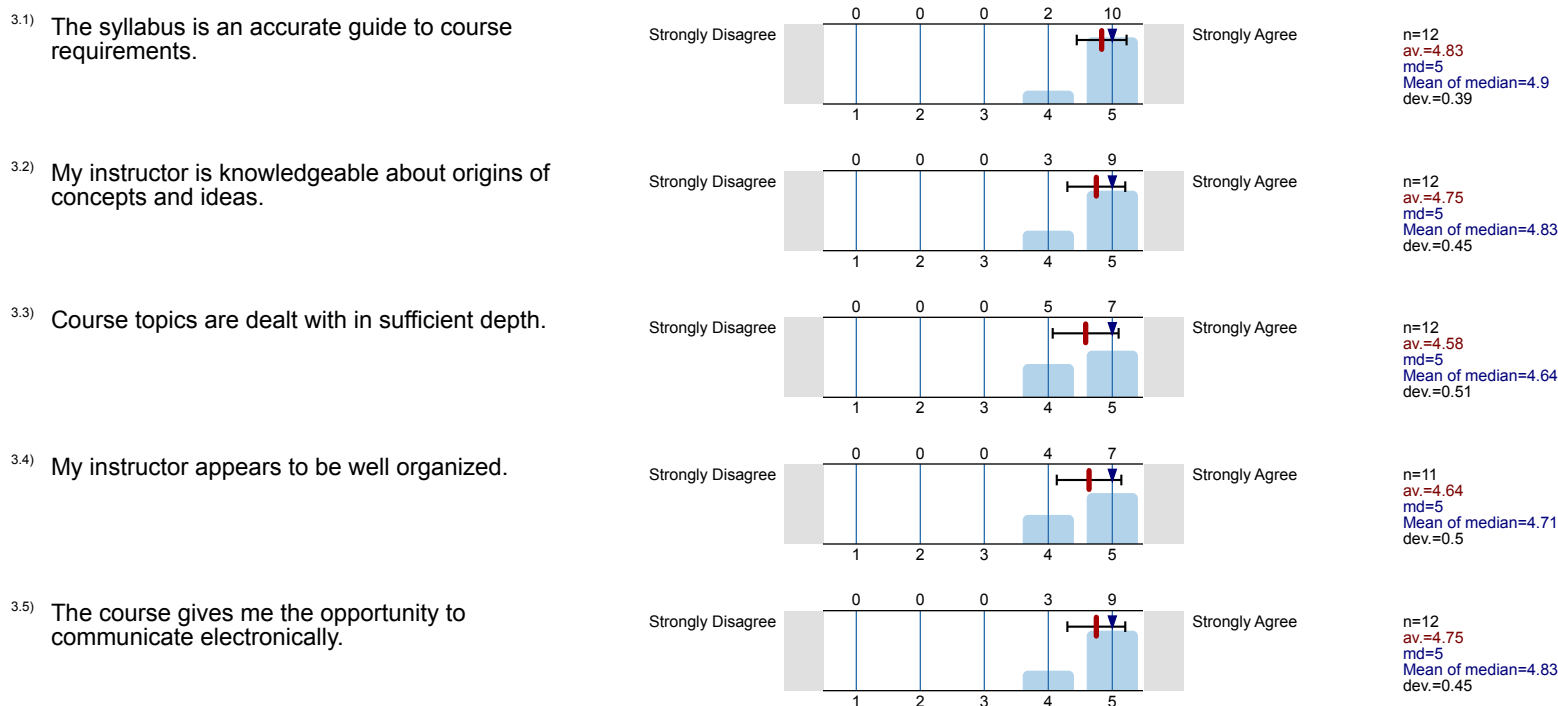 3.1) The syllabus is an accurate guide to course
requirements.
0 0 0 2 10
Strongly Disagree
Strongly Agree
1 2 3 4 5
n=12
av.=4.83
md=5
Mean of median=4.9
dev.=0.39
3.2) My instructor is knowledgeable about origins of
concepts and ideas.
0 0 0 3 9
Strongly Disagree
Strongly Agree
1 2 3 4 5
n=12
av.=4.75
md=5
Mean of median=4.83
dev.=0.45
3.3) Course topics are dealt with in sufficient depth.
0 0 0 5 7
Strongly Disagree
Strongly Agree
1 2 3 4 5
n=12
av.=4.58
md=5
Mean of median=4.64
dev.=0.51
3.4) My instructor appears to be well organized.
0 0 0 4 7
Strongly Disagree
Strongly Agree
1 2 3 4 5
n=11
av.=4.64
md=5
Mean of median=4.71
dev.=0.5
3.5) The course gives me the opportunity to
communicate electronically.
0 0 0 3 9
Strongly Disagree
Strongly Agree
1 2 3 4 5
n=12
av.=4.75
md=5
Mean of median=4.83
dev.=0.45